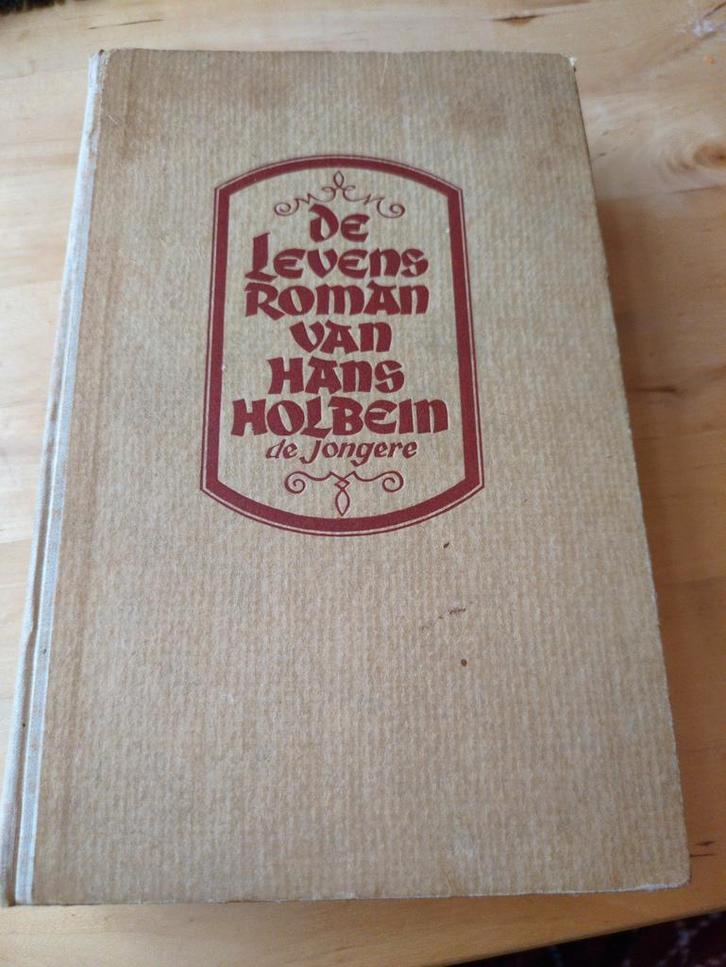 De
Levens
Roman
van
Hans
Holbein
de Jongere